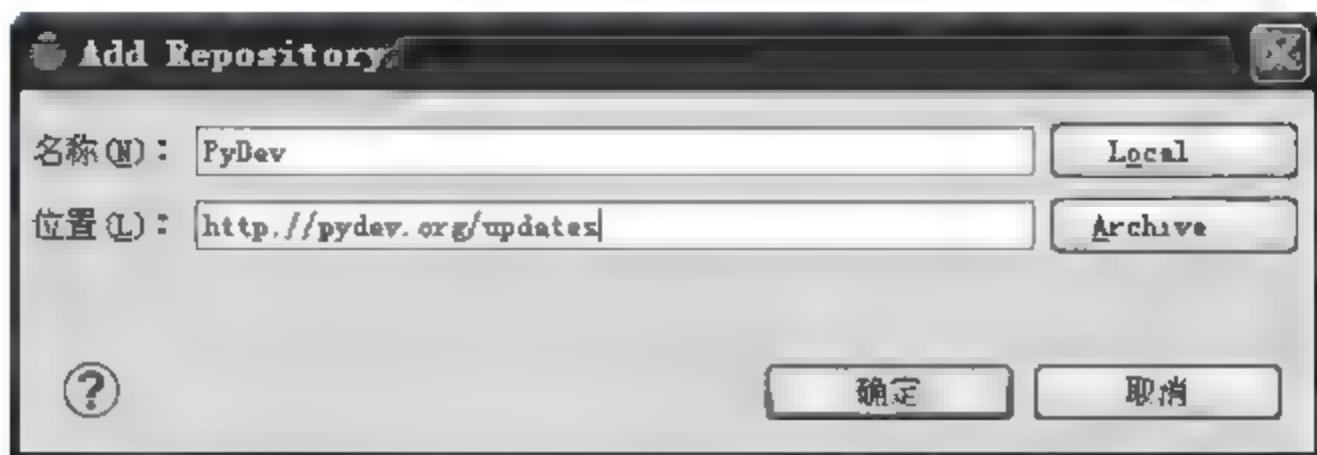 Add Repository
名称(N): PyDev Local
位置(L): http.//pydev.org/updates Archive
?
确定 取消